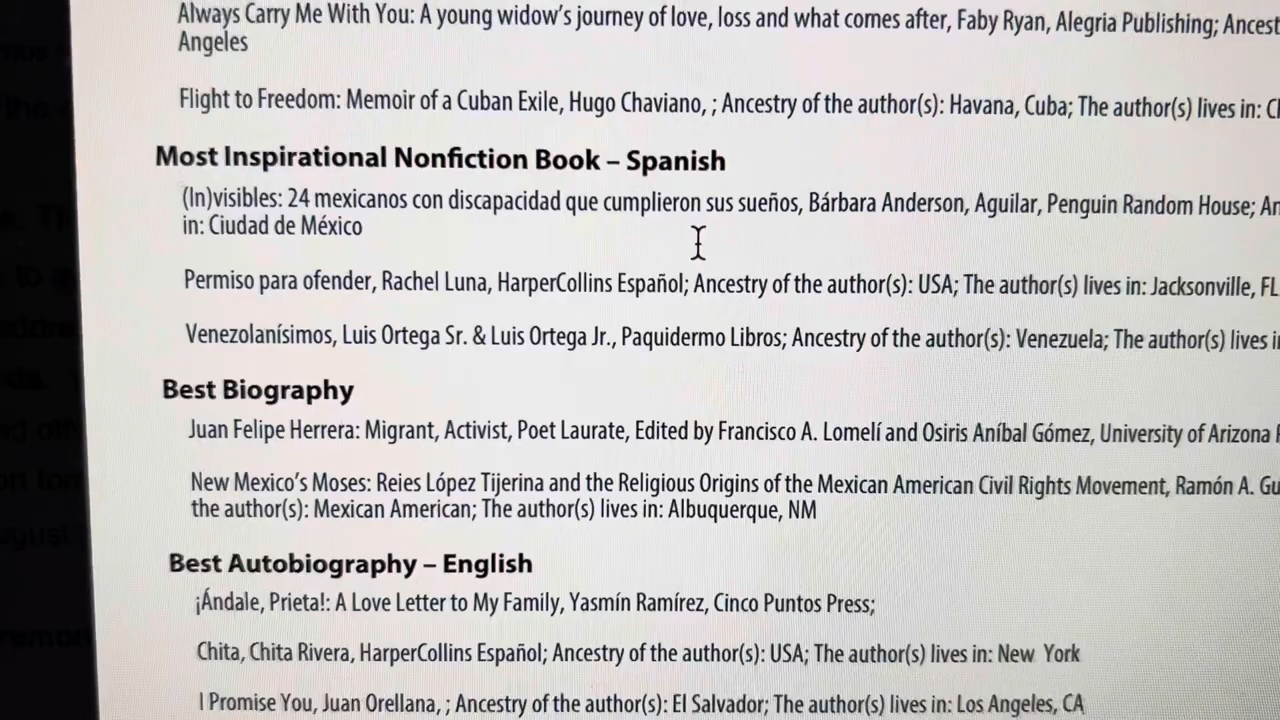 Always Carry Me With You: A young widow's journey of love, loss and what comes after, Faby Ryan, Alegria Publishing;
Angeles
Flight to Freedom: Memoir of a Cuban Exile, Hugo Chaviano, ; Ancestry of the author(s): Havana, Cuba; The author(s) lives in:
Most Inspirational Nonfiction Book – Spanish
(In)visibles: 24 mexicanos con discapacidad que cumplieron sus sueños, Bárbara Anderson, Aguilar, Penguin Random House;
in: Ciudad de México
Permiso para ofender, Rachel Luna, HarperCollins Español; Ancestry of the author(s): USA; The author(s) lives in: Jacksonville, FL
Venezolanísimos, Luis Ortega Sr. & Luis Ortega Jr., Paquidermo Libros; Ancestry of the author(s): Venezuela; The author(s) lives
Best Biography
Juan Felipe Herrera: Migrant, Activist, Poet Laureate, Edited by Francisco A. Lomelí and Osiris Aníbal Gómez, University of Arizona
New Mexico's Moses: Reies López Tijerina and the Religious Origins of the Mexican American Civil Rights Movement, Ramón A.
the author(s): Mexican American; The author(s) lives in: Albuquerque, NM
Best Autobiography – English
¡Ándale, Prieta!: A Love Letter to My Family, Yasmín Ramírez, Cinco Puntos Press;
Chita, Chita Rivera, HarperCollins Español; Ancestry of the author(s): USA; The author(s) lives in: New York
I Promise You, Juan Orellana, ; Ancestry of the author(s): El Salvador; The author(s) lives in: Los Angeles, CA